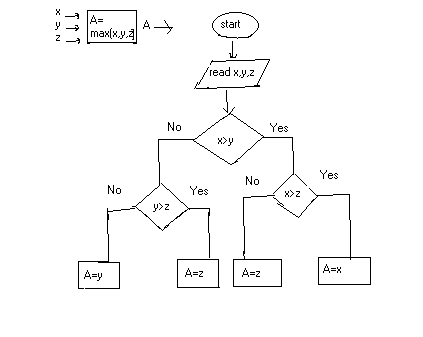 x
y
z
A=
max(x,y,z
A
start
read x,y,z
x>y
No
Yes
y>z
No
Yes
x>z
No
Yes
A=y
A=z
A=z
A=x